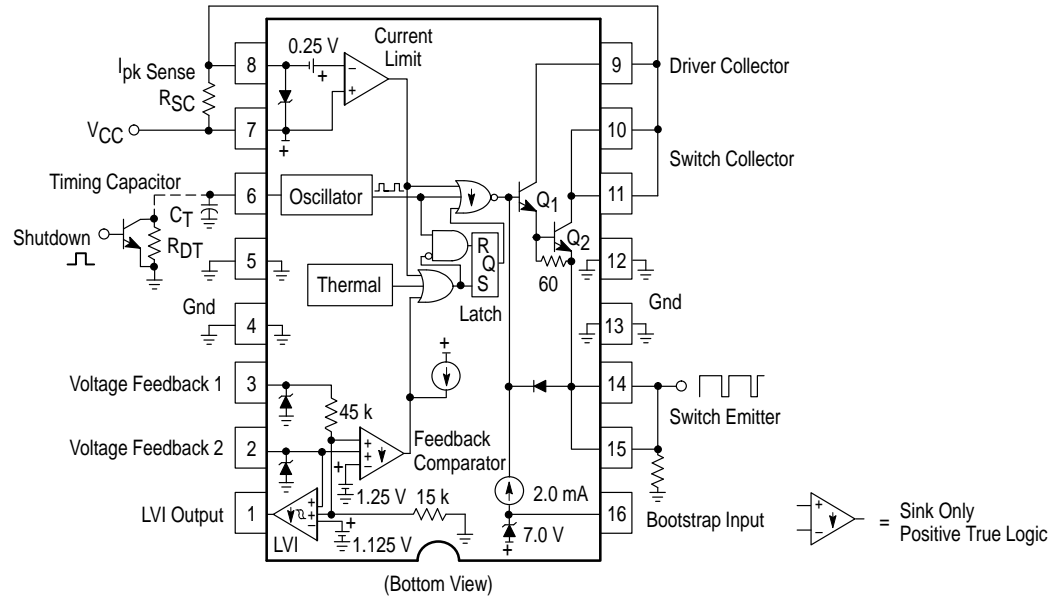 Current
Limit
0.25 V
+
−
+
+
Ipk Sense
RSC
VCC
8
7
9
Driver Collector
10
Switch Collector
11
Timing Capacitor
CT
6
Oscillator
Q1
Q2
Shutdown
RDT
5
R
Q
S
60
12
Thermal
Latch
Gnd
4
13
Gnd
+
Voltage Feedback 1
3
45 k
14
Switch Emitter
Voltage Feedback 2
2
+
+
−
+
Feedback
Comparator
15
1.25 V
15 k
2.0 mA
LVI Output
1
+
+
−
+
LVI
1.125 V
7.0 V
+
16
Bootstrap Input
+
−
= Sink Only
Positive True Logic
(Bottom View)